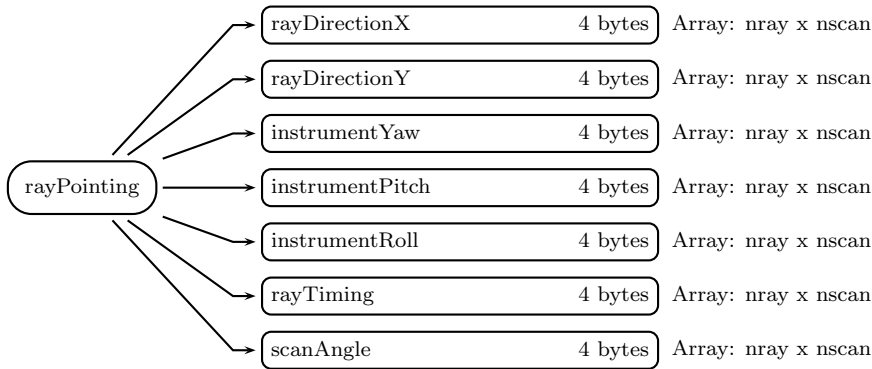 rayDirectionX 4 bytes Array: nray x nscan
rayDirectionY 4 bytes Array: nray x nscan
instrumentYaw 4 bytes Array: nray x nscan
rayPointing instrumentPitch 4 bytes Array: nray x nscan
instrumentRoll 4 bytes Array: nray x nscan
rayTiming 4 bytes Array: nray x nscan
scanAngle 4 bytes Array: nray x nscan